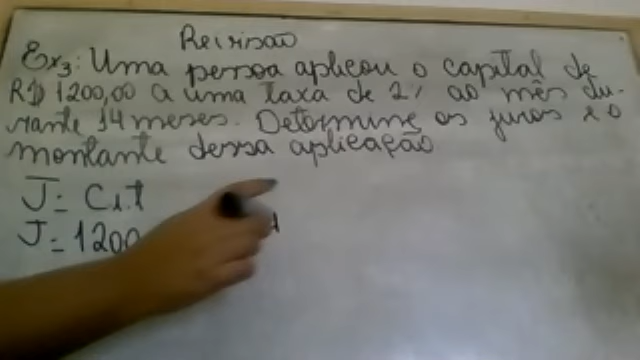 Revisão
Ex3: Uma pessoa aplicou o capital de
R$ 1200,00 a uma taxa de 2% ao mês du-
rante 14 meses. Determine os juros e o
montante dessa aplicação
J = C.i.t
J = 1200